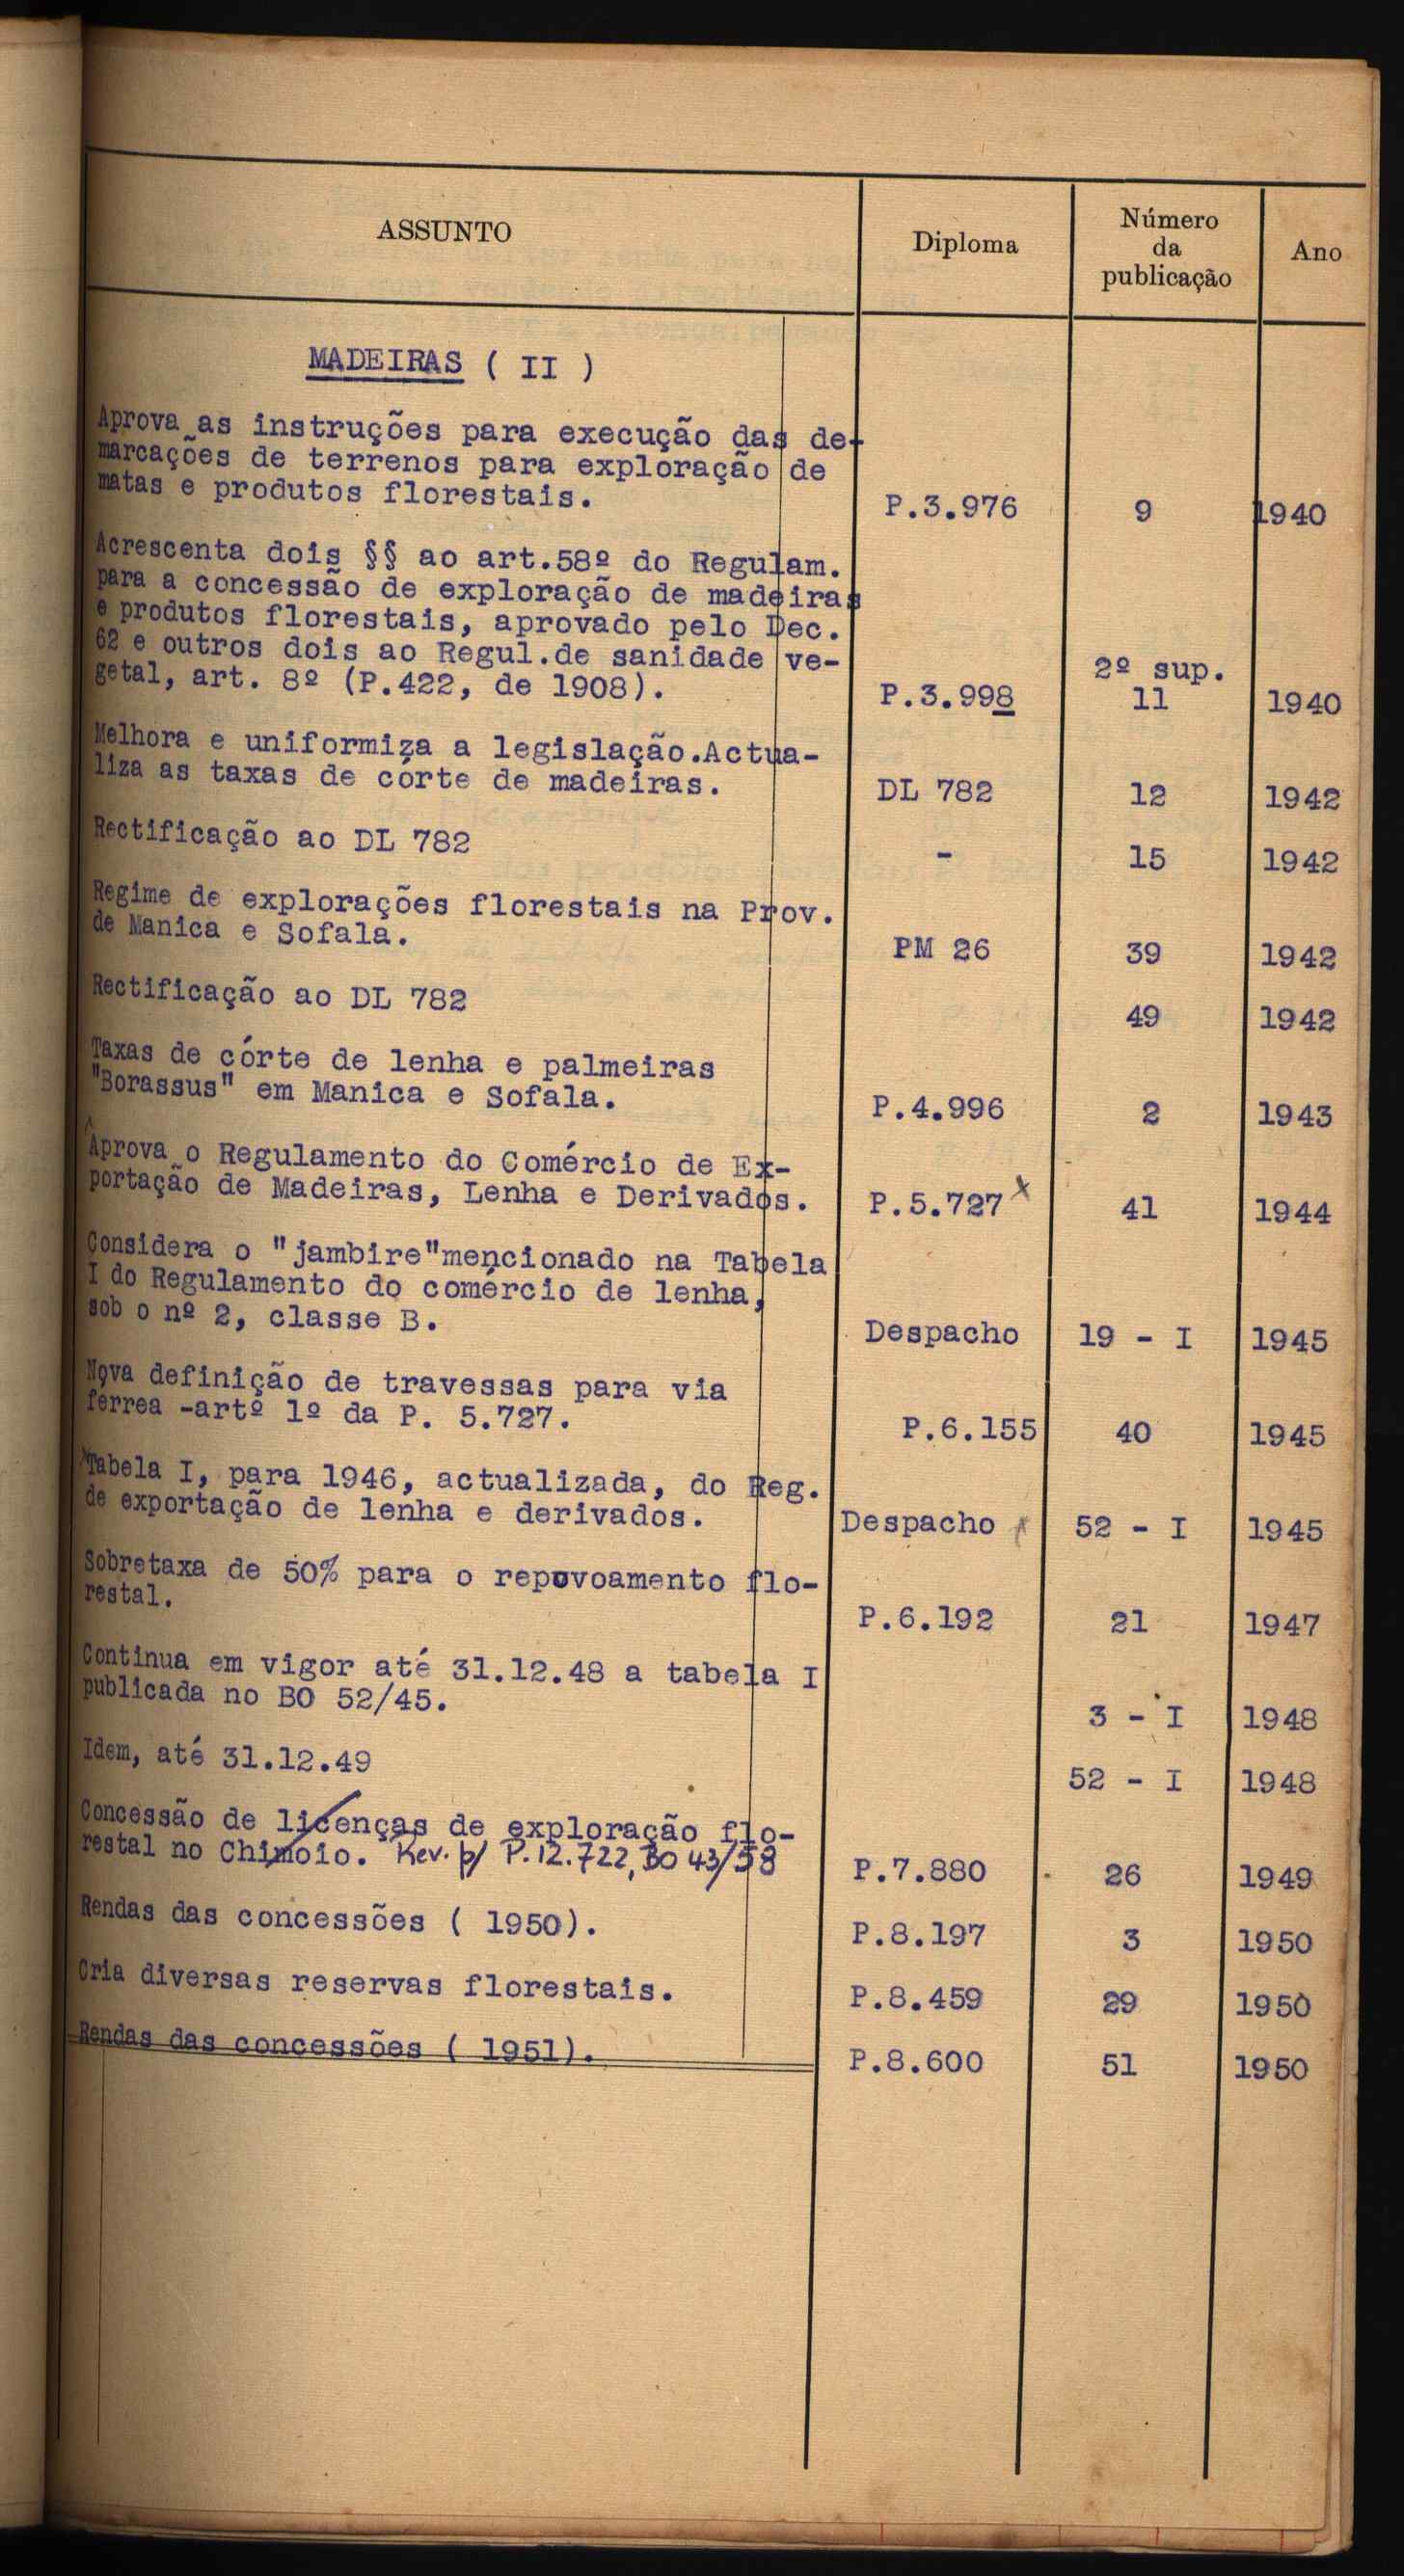 ASSUNTO Diploma Número da publicação Ano
MADEIRAS ( II )
Aprova as instruções para execução das de-
marcações de terrenos para exploração de
matas e produtos florestais. P.3.976 9 1940
Acrescenta dois §§ ao art.58º do Regulam.
para a concessão de exploração de madeiras
e produtos florestais, aprovado pelo Dec.
62 e outros dois ao Regul.de sanidade ve-
2º sup.
getal, art. 8º (P.422, de 1908). P.3.998 11 1940
Melhora e uniformiza a legislação.Actua-
liza as taxas de córte de madeiras. DL 782 12 1942
Rectificação ao DL 782 - 15 1942
Regime de explorações florestais na Prov.
de Manica e Sofala. PM 26 39 1942
Rectificação ao DL 782 49 1942
Taxas de córte de lenha e palmeiras
"Borassus" em Manica e Sofala. P.4.996 2 1943
Aprova o Regulamento do Comércio de Ex-
portação de Madeiras, Lenha e Derivados. P.5.727 x 41 1944
Considera o "jambire"mencionado na Tabela
I do Regulamento do comércio de lenha,
sob o nº 2, classe B. Despacho 19 - I 1945
Nova definição de travessas para via
ferrea -artº 1º da P. 5.727. P.6.155 40 1945
Tabela I, para 1946, actualizada, do Reg.
de exportação de lenha e derivados. Despacho x 52 - I 1945
Sobretaxa de 50% para o repovoamento flo-
restal. P.6.192 21 1947
Continua em vigor até 31.12.48 a tabela I
publicada no BO 52/45. 3 - I 1948
Idem, até 31.12.49 52 - I 1948
Concessão de licenças de exploração flo-
restal no Chimoio. Rev. p/ P.12.722, BO 43/58 P.7.880 26 1949
Rendas das concessões ( 1950). P.8.197 3 1950
Cria diversas reservas florestais. P.8.459 29 1950
Rendas das concessões ( 1951). P.8.600 51 1950